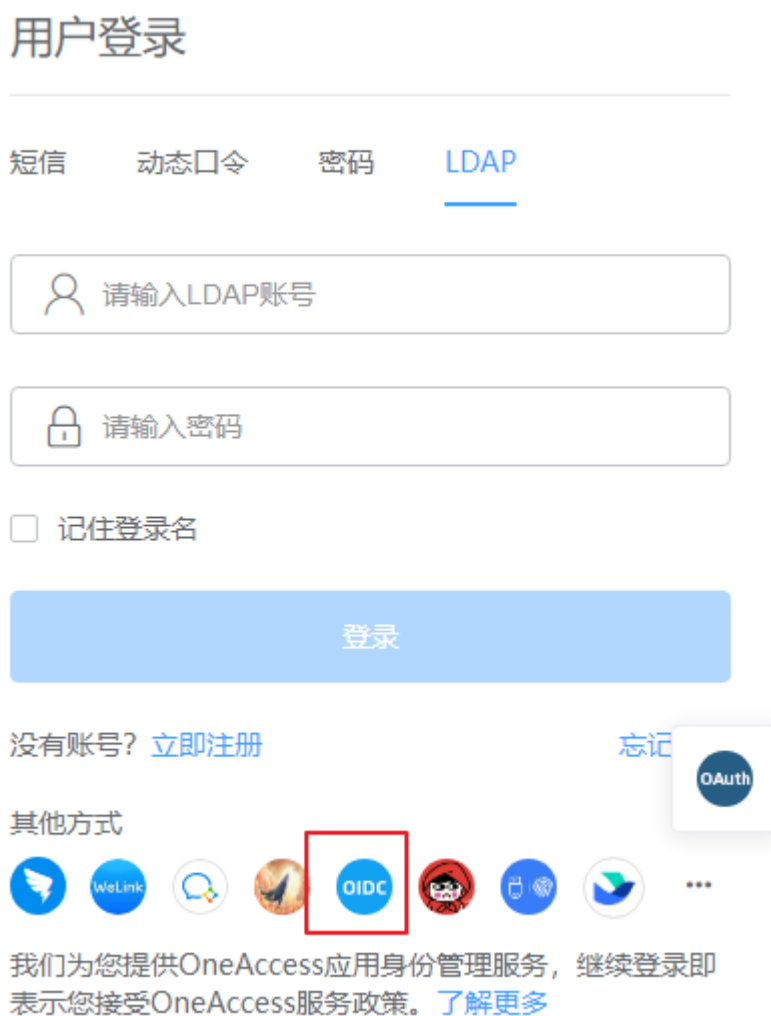 用户登录
短信 动态口令 密码 LDAP
请输入LDAP账号
请输入密码
记住登录名
登录
没有账号？立即注册 忘记
OAuth
其他方式
WeLink OIDC
我们为您提供OneAccess应用身份管理服务，继续登录即
表示您接受OneAccess服务政策。了解更多